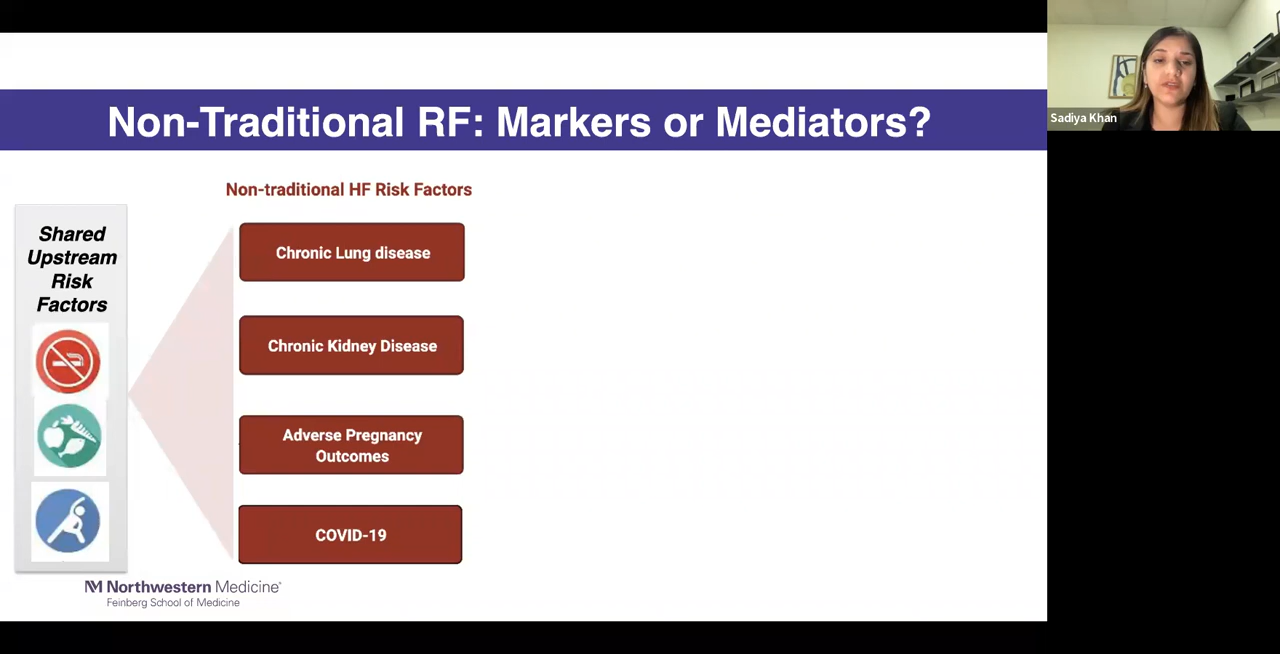 Non-Traditional RF: Markers or Mediators?
Sadiya Khan
Non-traditional HF Risk Factors
Shared
Upstream
Risk
Factors
Chronic Lung disease
Chronic Kidney Disease
Adverse Pregnancy
Outcomes
COVID-19
Northwestern Medicine®
Feinberg School of Medicine